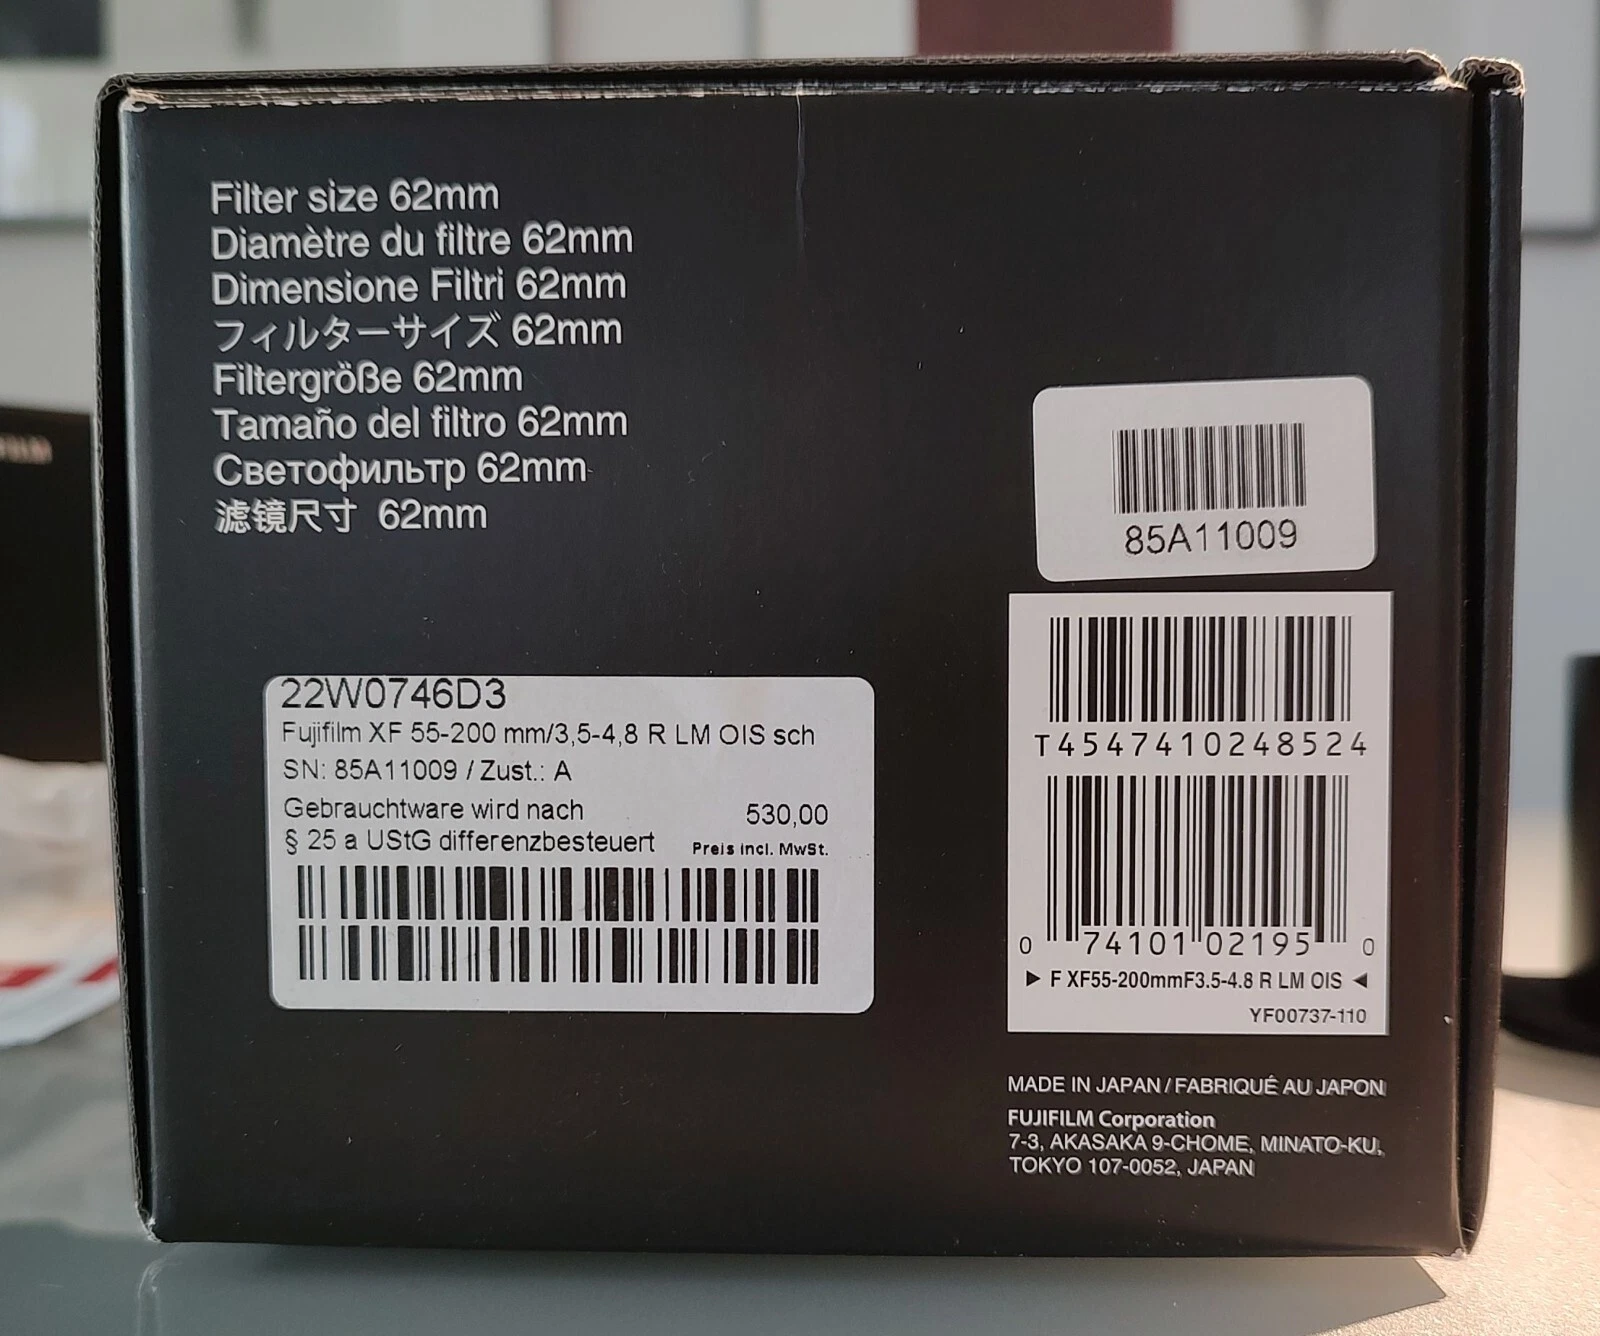 Filter size 62mm
Diamètre du filtre 62mm
Dimensione Filtri 62mm
フィルターサイズ 62mm
Filtergröße 62mm
Tamaño del filtro 62mm
Светофильтр 62mm
滤镜尺寸 62mm
85A11009
22W0746D3
Fujifilm XF 55-200 mm/3,5-4,8 R LM OIS sch
SN: 85A11009 / Zust.: A
Gebrauchtware wird nach 530,00
§ 25 a UStG differenzbesteuert Preis incl. MwSt.
T4547410248524
0 74101 02195 0
▶ F XF55-200mmF3.5-4.8 R LM OIS ◀
YF00737-110
MADE IN JAPAN / FABRIQUÉ AU JAPON
FUJIFILM Corporation
7-3, AKASAKA 9-CHOME, MINATO-KU,
TOKYO 107-0052, JAPAN